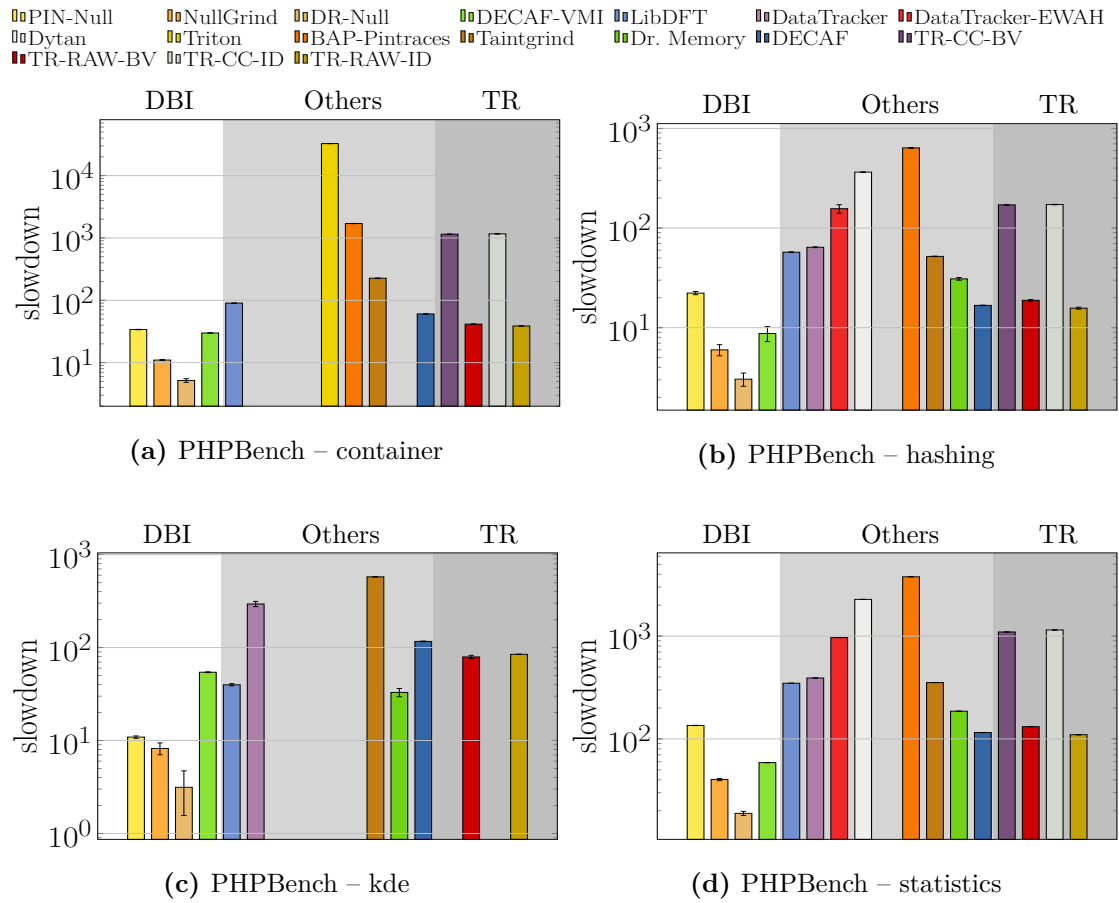 PIN-Null NullGrind DR-Null DECAF-VMI LibDFT DataTracker DataTracker-EWAH
Dytan Triton BAP-Pintraces Taintgrind Dr. Memory DECAF TR-CC-BV
TR-RAW-BV TR-CC-ID TR-RAW-ID
DBI Others TR
slowdown
10^4
10^3
10^2
10^1
(a) PHPBench – container
DBI Others TR
slowdown
10^3
10^2
10^1
(b) PHPBench – hashing
DBI Others TR
slowdown
10^3
10^2
10^1
10^0
(c) PHPBench – kde
DBI Others TR
slowdown
10^3
10^2
(d) PHPBench – statistics